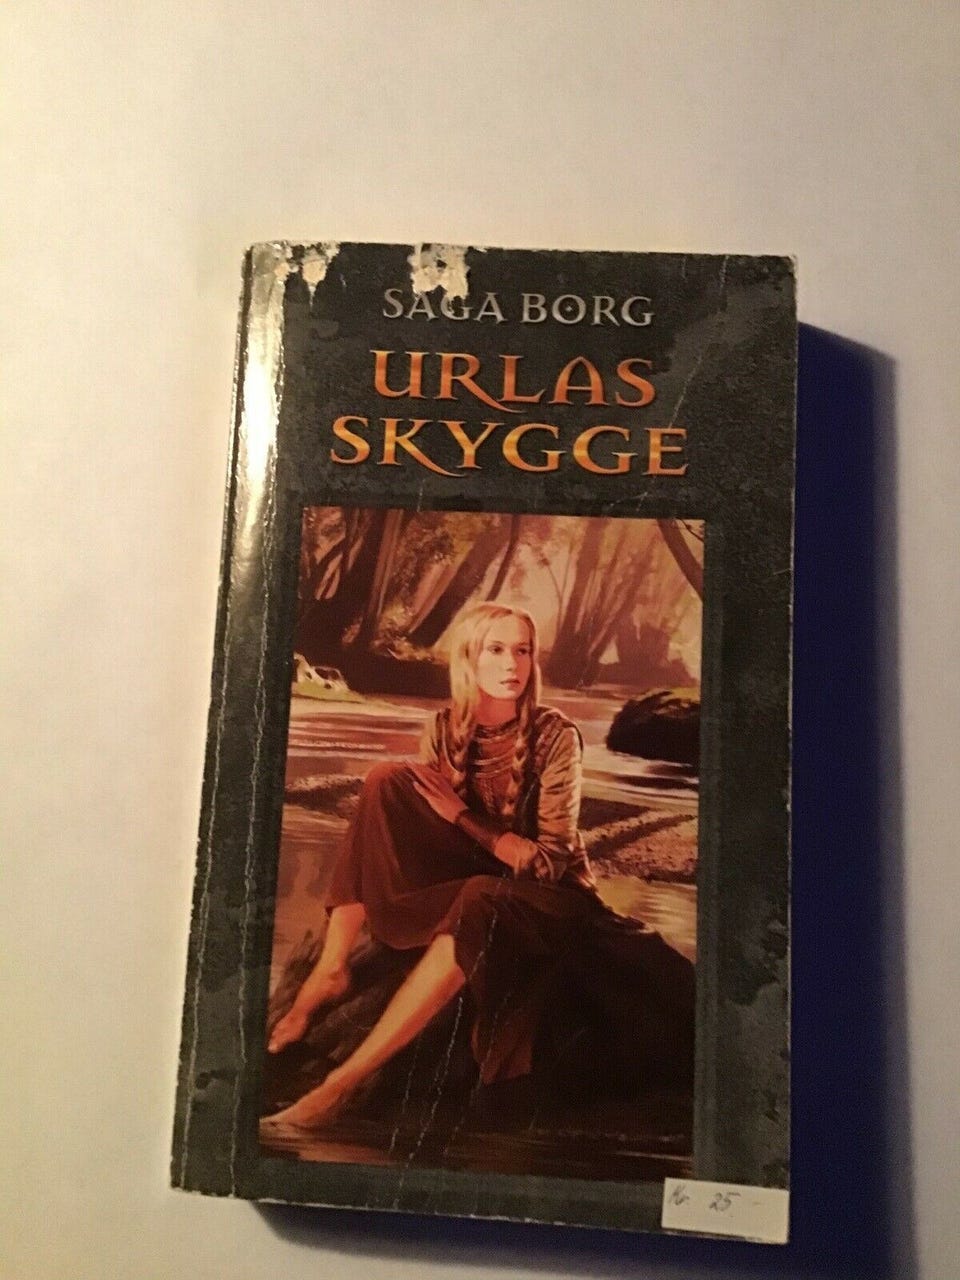 SAGA BORG
URLAS
SKYGGE
Kr. 25 -